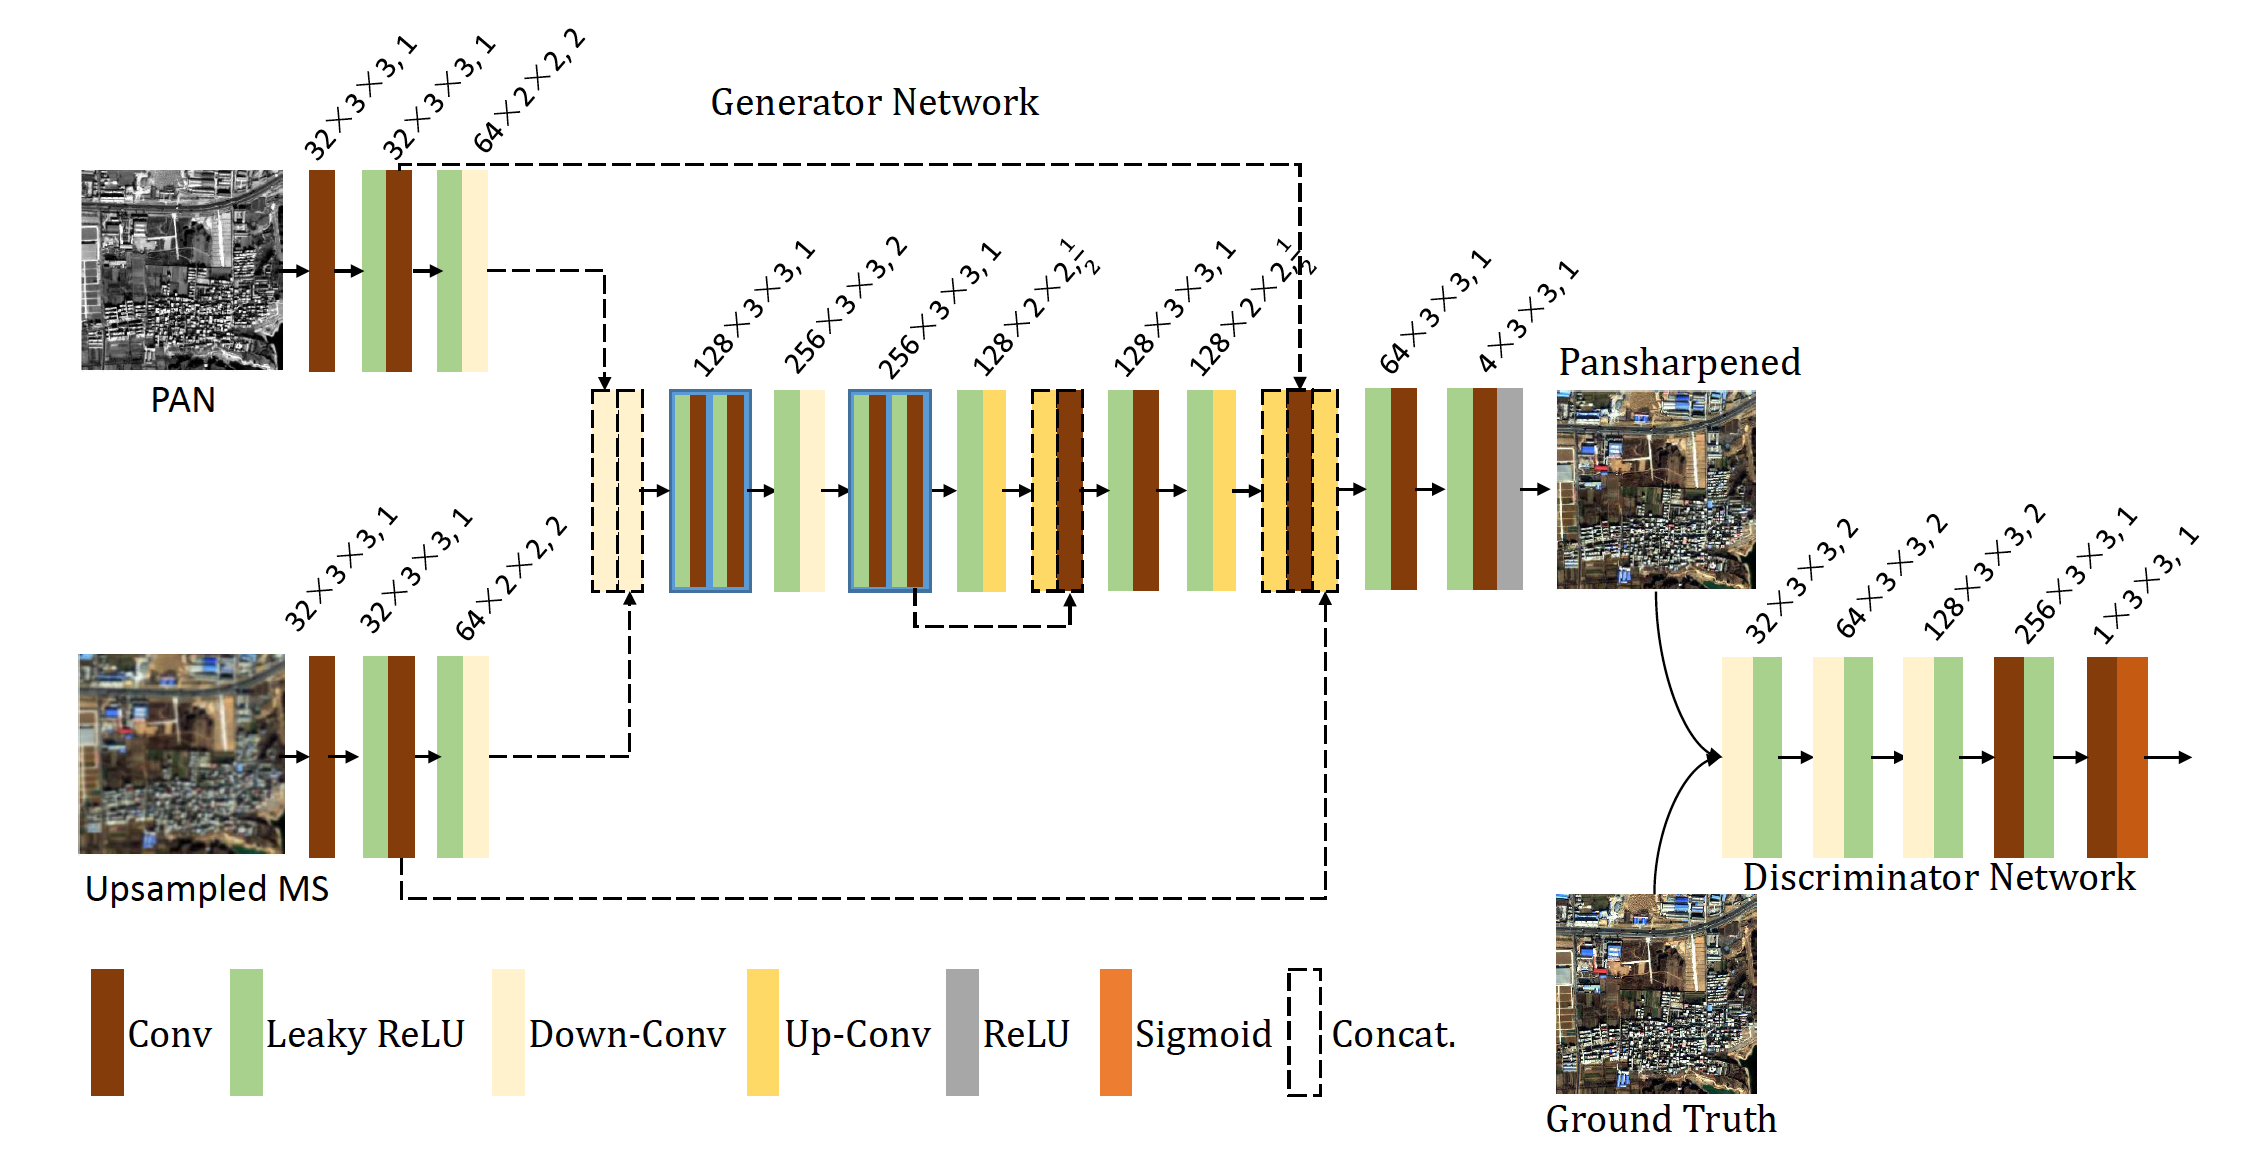 32×3×3, 1
32×3×3, 1
64×2×2, 2
Generator Network
PAN
128×3×3, 1
256×3×3, 2
256×3×3, 1
128×2×2, 1/2
128×3×3, 1
128×2×2, 1/2
64×3×3, 1
4×3×3, 1
Pansharpened
32×3×3, 1
32×3×3, 1
64×2×2, 2
Upsampled MS
32×3×3, 2
64×3×3, 2
128×3×3, 2
256×3×3, 1
1×3×3, 1
Discriminator Network
Conv
Leaky ReLU
Down-Conv
Up-Conv
ReLU
Sigmoid
Concat.
Ground Truth